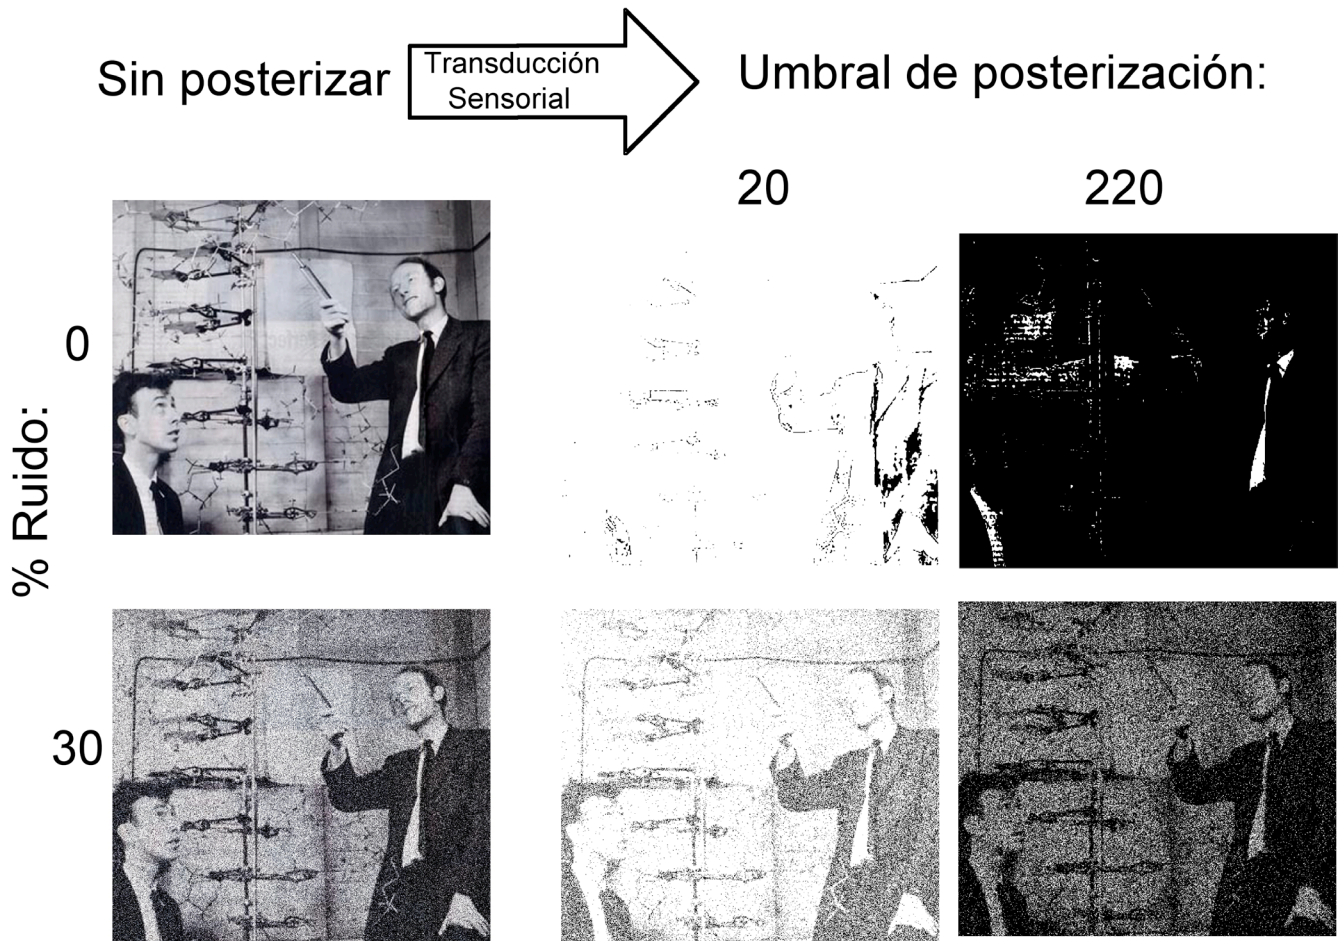 Sin posterizar
Transducción
Sensorial
Umbral de posterización:
20
220
0
% Ruido:
30